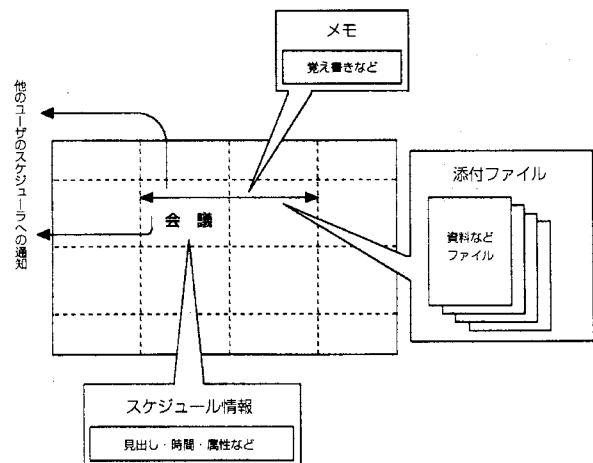 メモ
覚え書きなど
他のユーザのスケジューラへの通知
添付ファイル
資料など
ファイル
会 議
スケジュール情報
見出し・時間・属性など